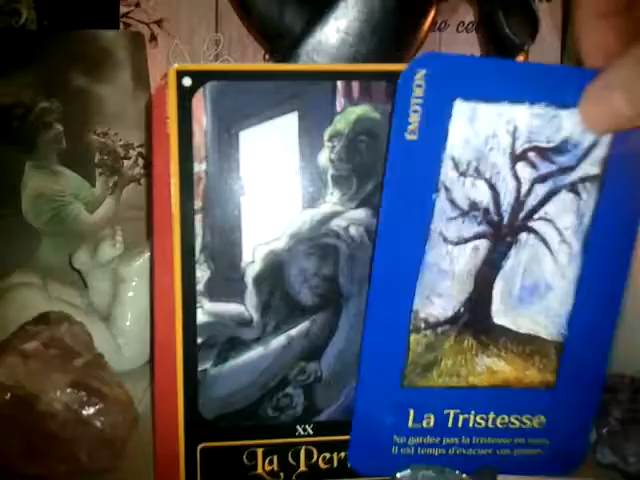 ce
ÉMOTION
XX
La Per
La Tristesse
Ne gardez pas la tristesse en vous,
il est temps d'évacuer vos peines.